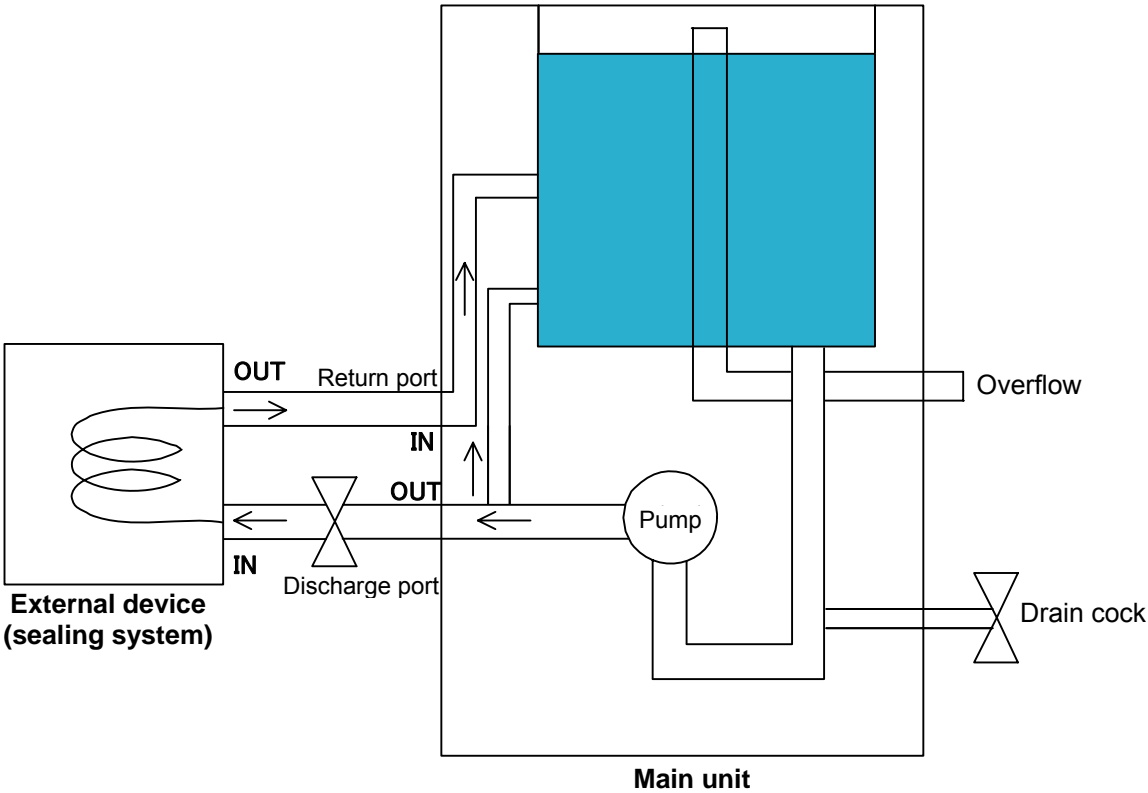 OUT
Return port
Overflow
IN
OUT
Pump
IN
Discharge port
External device
(sealing system)
Drain cock
Main unit